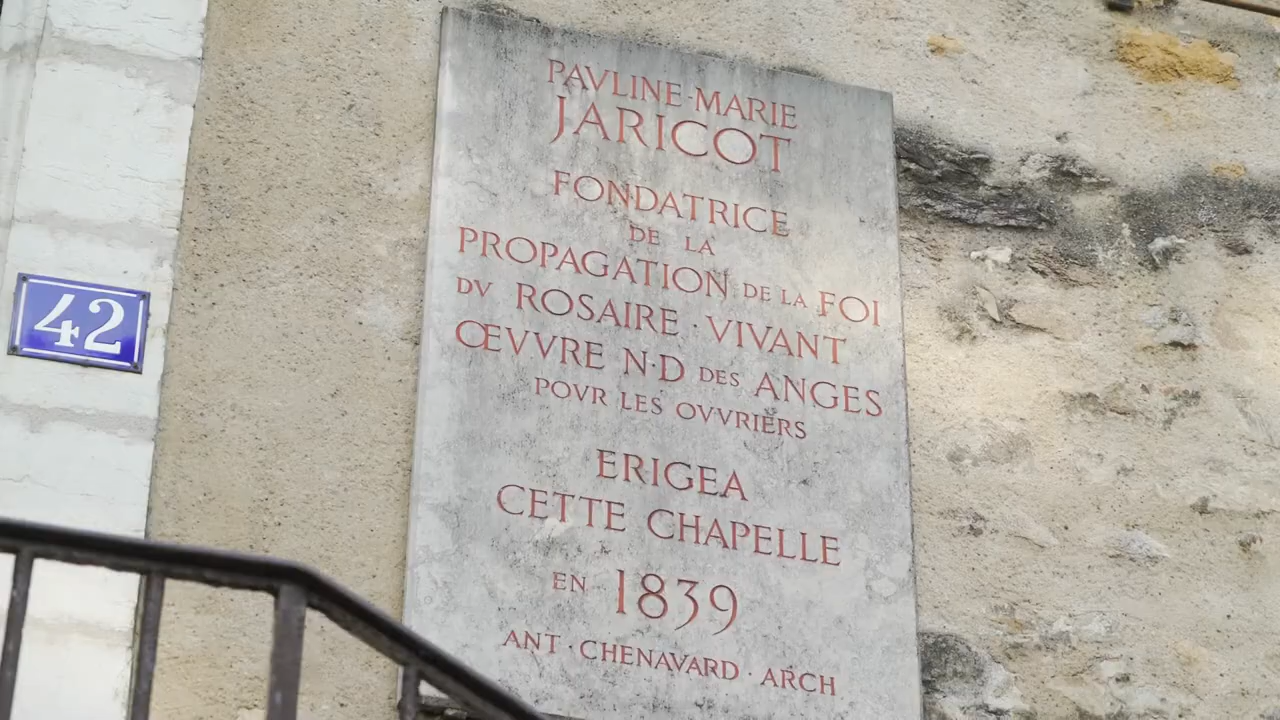 42
PAVLINE·MARIE
JARICOT
FONDATRICE
DE LA
PROPAGATION DE LA FOI
DV ROSAIRE · VIVANT
ŒVVRE N·D DES ANGES
POVR LES OVVRIERS
ERIGEA
CETTE CHAPELLE
EN 1839
ANT · CHENAVARD · ARCH